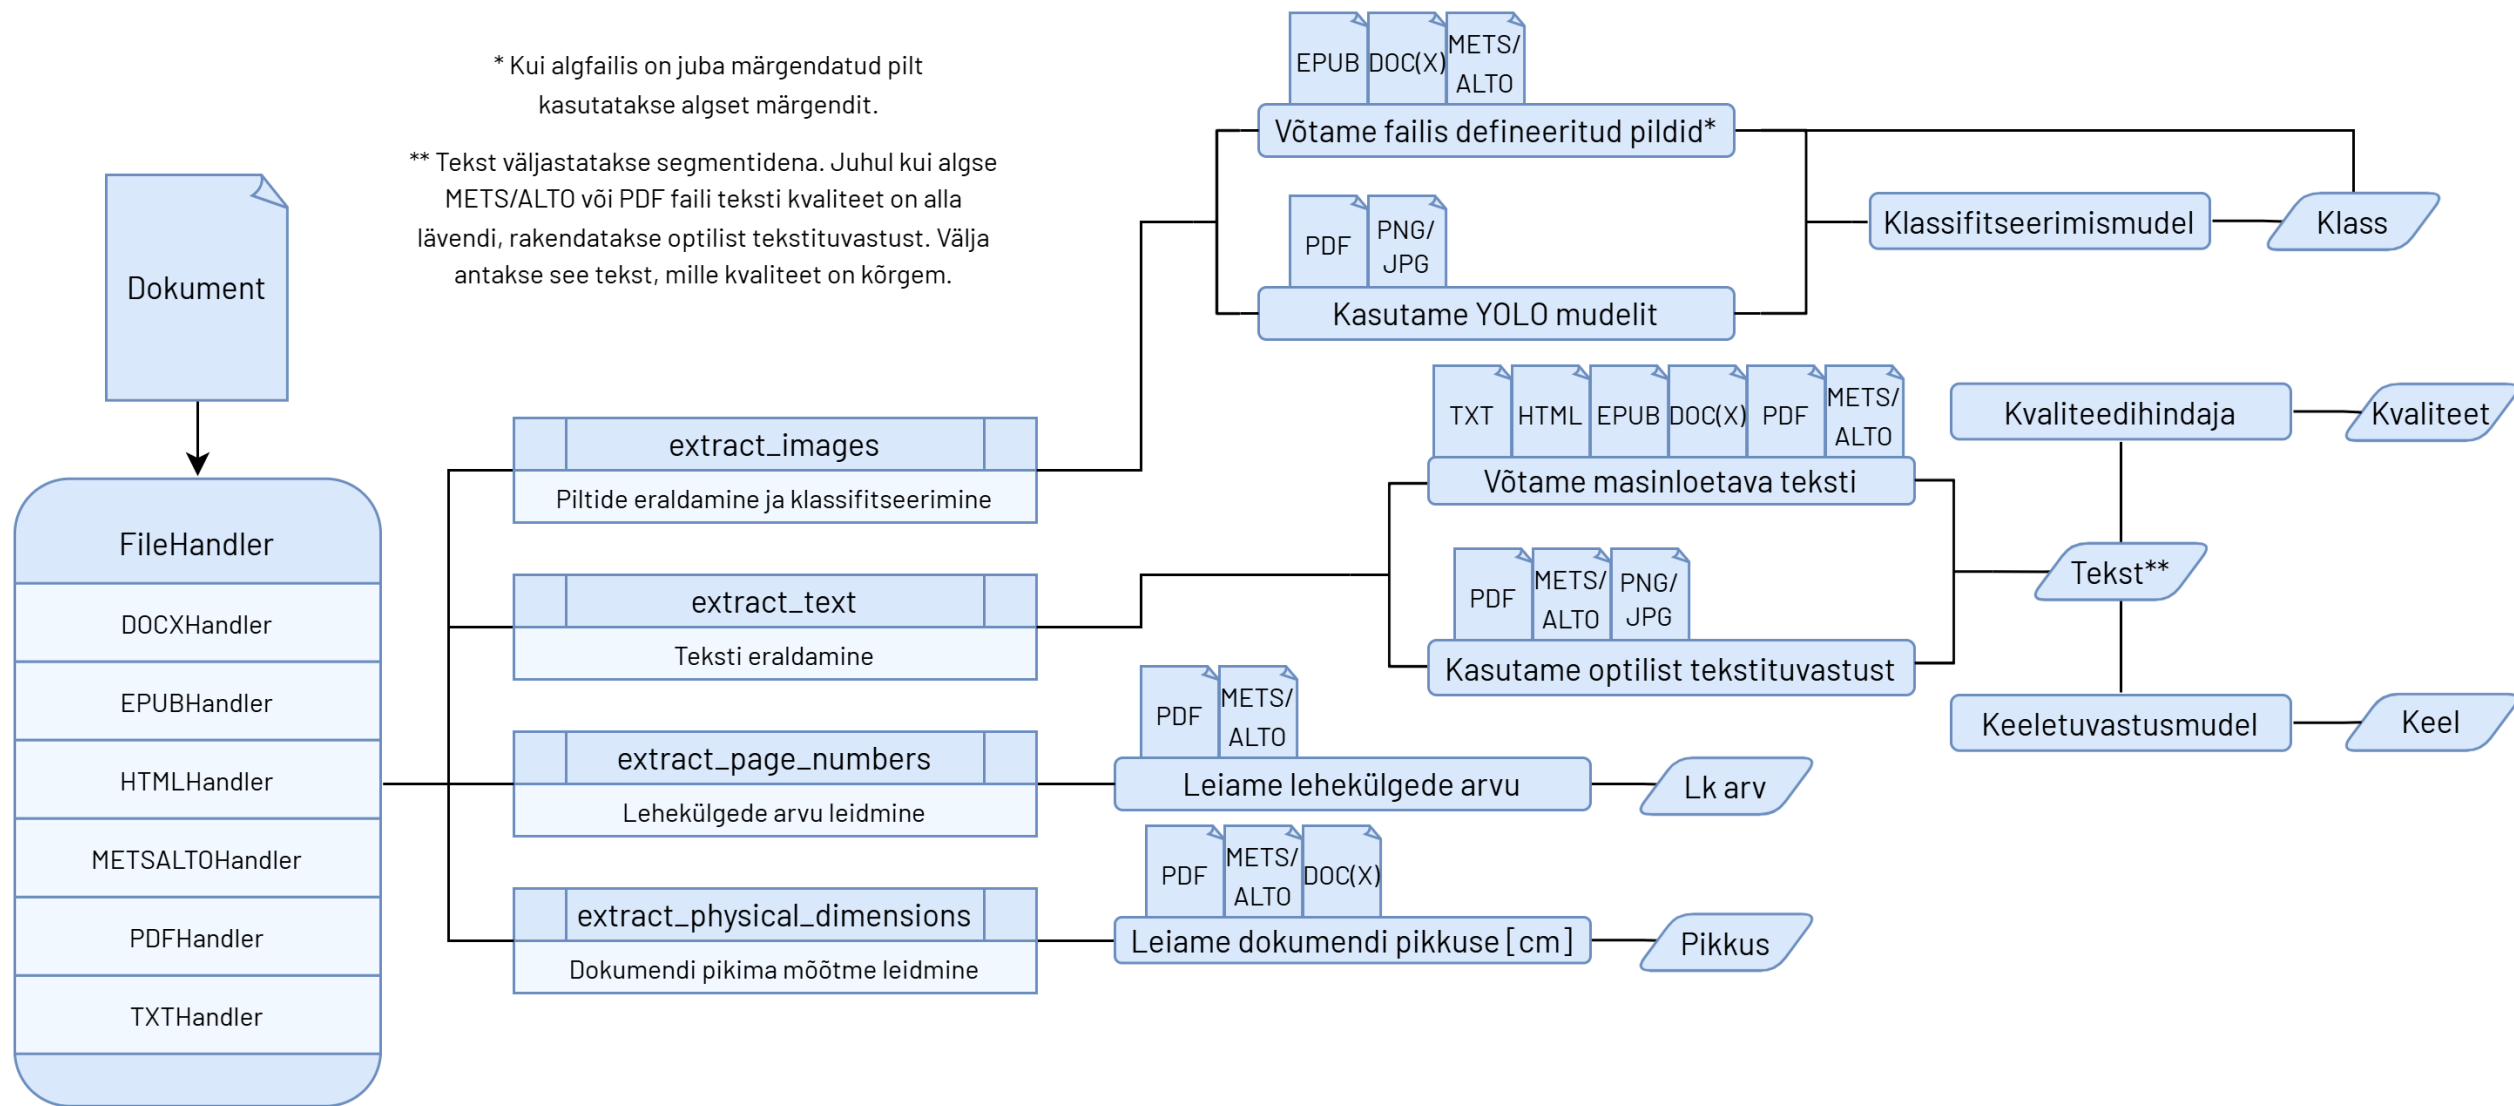 * Kui algfailis on juba märgendatud pilt
kasutatakse algset märgendit.
** Tekst väljastatakse segmentidena. Juhul kui algse
METS/ALTO või PDF faili teksti kvaliteet on alla
lävendi, rakendatakse optilist tekstituvastust. Välja
antakse see tekst, mille kvaliteet on kõrgem.
Dokument
FileHandler
DOCXHandler
EPUBHandler
HTMLHandler
METSALTOHandler
PDFHandler
TXTHandler
extract_images
Piltide eraldamine ja klassifitseerimine
extract_text
Teksti eraldamine
extract_page_numbers
Lehekülgede arvu leidmine
extract_physical_dimensions
Dokumendi pikima mõõtme leidmine
EPUB
DOC(X)
METS/
ALTO
Võtame failis defineeritud pildid*
PDF
PNG/
JPG
Kasutame YOLO mudelit
Klassifitseerimismudel
Klass
TXT
HTML
EPUB
DOC(X)
PDF
METS/
ALTO
Võtame masinloetava teksti
PDF
METS/
ALTO
PNG/
JPG
Kasutame optilist tekstituvastust
Kvaliteedihindaja
Kvaliteet
Tekst**
Keeletuvastusmudel
Keel
PDF
METS/
ALTO
Leiame lehekülgede arvu
Lk arv
PDF
METS/
ALTO
DOC(X)
Leiame dokumendi pikkuse [cm]
Pikkus